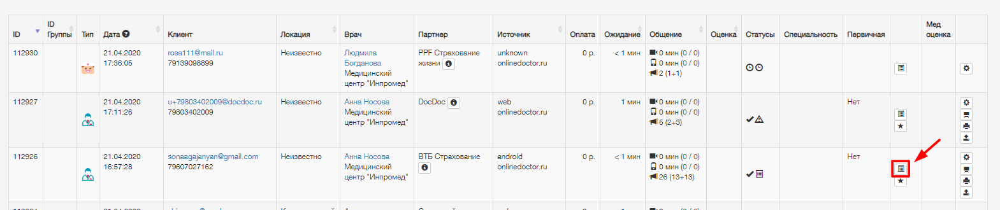 ID
ID Группы
Тип
Дата
Клиент
Локация
Врач
Партнер
Источник
Оплата
Ожидание
Общение
Оценка
Статусы
Специальность
Первичная
Мед оценка
112930
21.04.2020
17:36:05
rosa111@mail.ru
79139098899
Неизвестно
Людмила
Богданова
Медицинский
центр "Инпромед"
PPF Страхование
жизни
unknown
onlinedoctor.ru
0 р.
< 1 мин
0 мин (0 / 0)
0 мин (0 / 0)
2 (1+1)
112927
21.04.2020
17:11:26
u+79803402009@docdoc.ru
79803402009
Неизвестно
Анна Носова
Медицинский
центр "Инпромед"
DocDoc
web
onlinedoctor.ru
0 р.
1 мин
0 мин (0 / 0)
0 мин (0 / 0)
5 (2+3)
Нет
112926
21.04.2020
16:57:28
sonaagajanyan@gmail.com
79607027162
Неизвестно
Анна Носова
Медицинский
центр "Инпромед"
ВТБ Страхование
android
onlinedoctor.ru
0 р.
< 1 мин
0 мин (0 / 0)
0 мин (0 / 0)
26 (13+13)
Нет